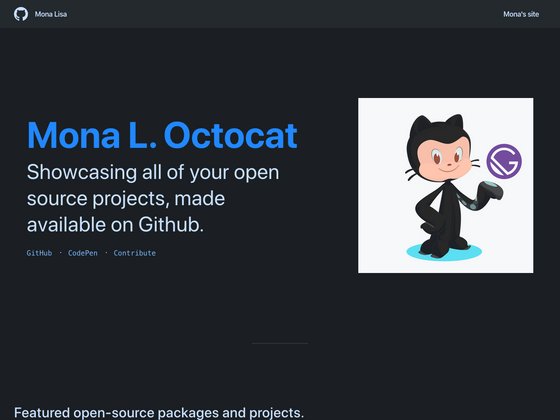 Mona Lisa
Mona's site
Mona L. Octocat
Showcasing all of your open
source projects, made
available on Github.
GitHub · CodePen · Contribute
Featured open-source packages and projects.